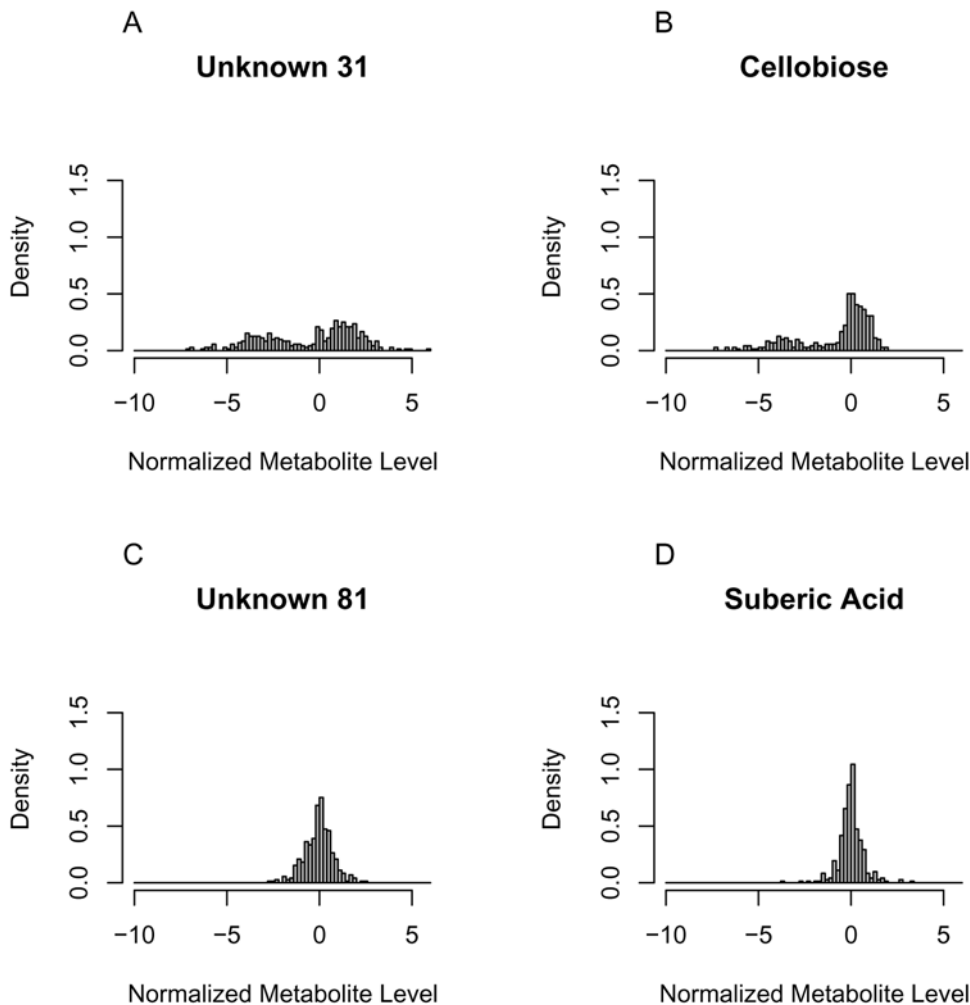 A
Unknown 31
Density
0.0 0.5 1.0 1.5
−10 −5 0 5
Normalized Metabolite Level
B
Cellobiose
Density
0.0 0.5 1.0 1.5
−10 −5 0 5
Normalized Metabolite Level
C
Unknown 81
Density
0.0 0.5 1.0 1.5
−10 −5 0 5
Normalized Metabolite Level
D
Suberic Acid
Density
0.0 0.5 1.0 1.5
−10 −5 0 5
Normalized Metabolite Level